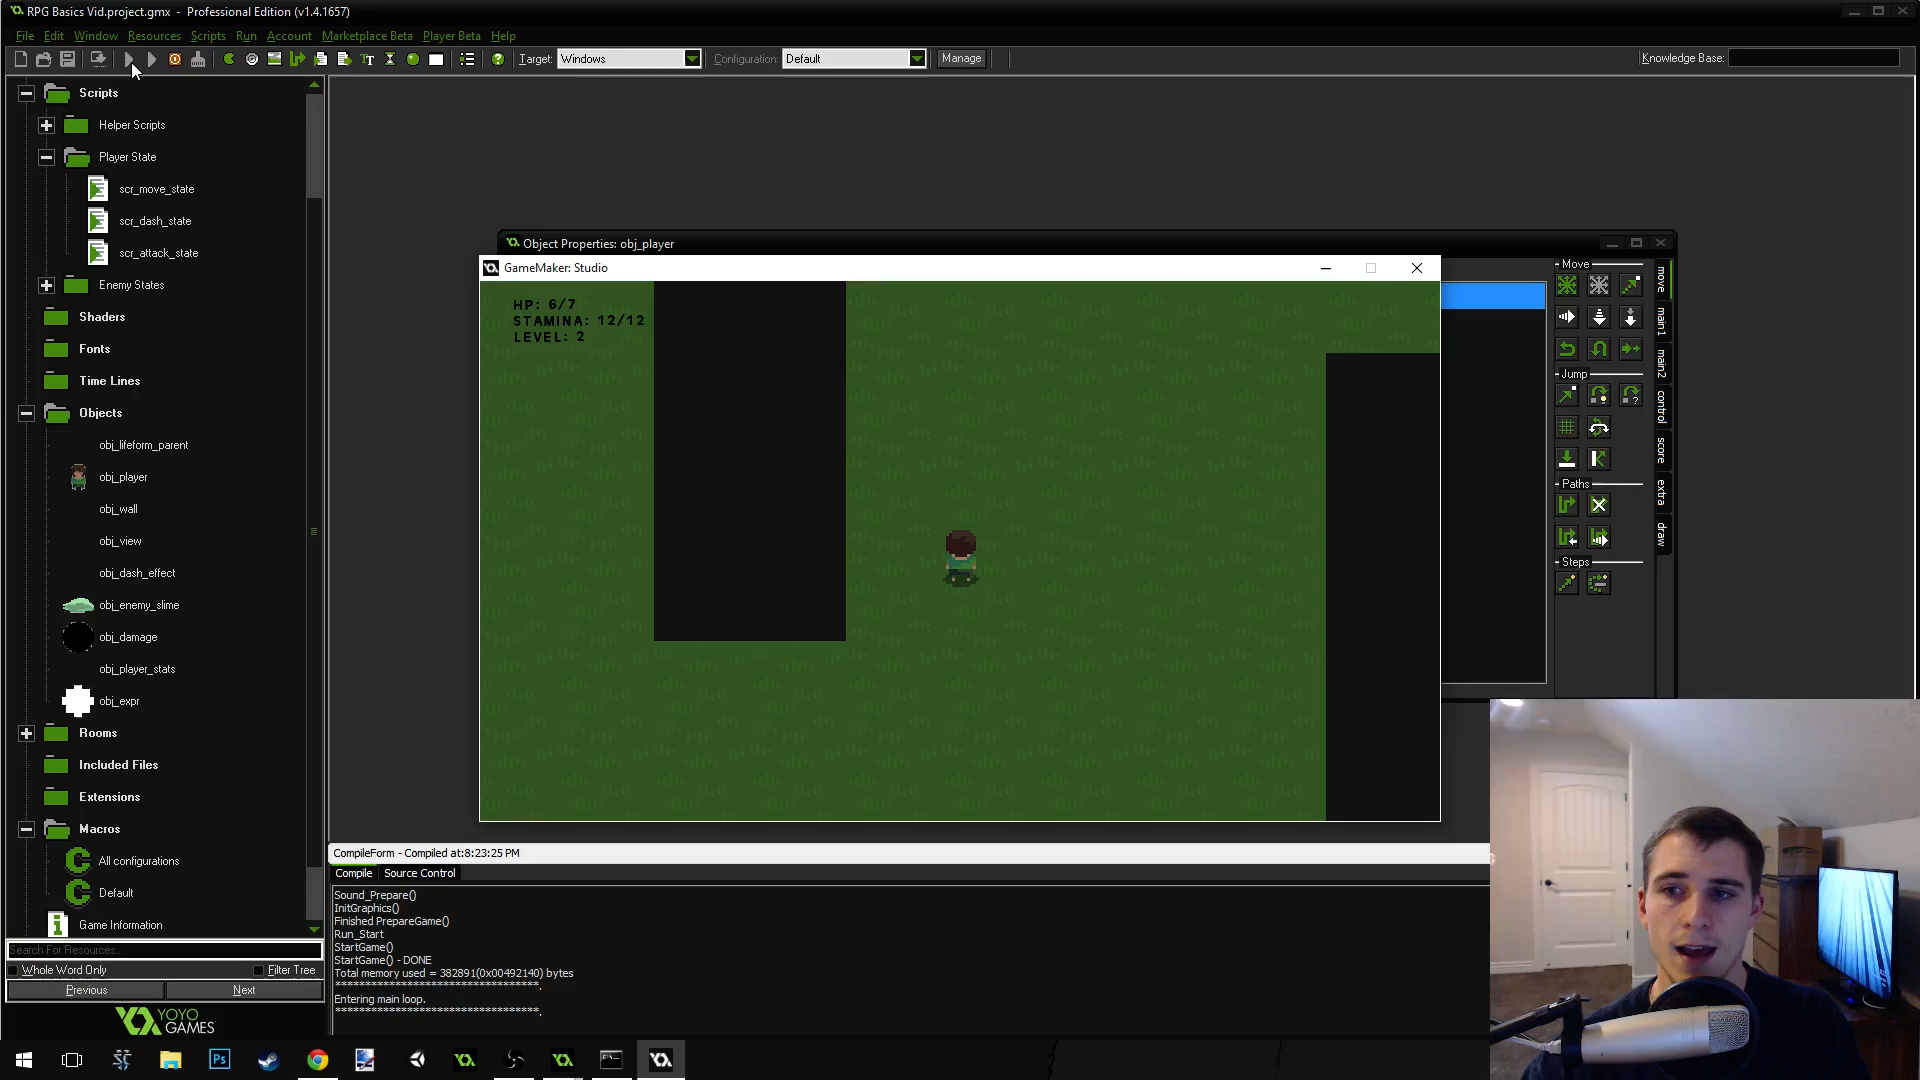 RPG Basics Vid.project.gmx - Professional Edition (v1.4.1657)
File Edit Window Resources Scripts Run Account Marketplace Beta Player Beta Help
Target: Windows Configuration: Default Manage Knowledge Base:
Scripts
Helper Scripts
Player State
scr_move_state
scr_dash_state
scr_attack_state
Enemy States
Shaders
Fonts
Time Lines
Objects
obj_lifeform_parent
obj_player
obj_wall
obj_view
obj_dash_effect
obj_enemy_slime
obj_damage
obj_player_stats
obj_expr
Rooms
Included Files
Extensions
Macros
All configurations
Default
Game Information
Search For Resources...
Whole Word Only Filter Tree
Previous Next
YOYO
GAMES
Object Properties: obj_player
GameMaker: Studio
HP: 6/7
STAMINA: 12/12
LEVEL: 2
Move
Jump
Paths
Steps
move
main1
main2
control
score
extra
draw
CompileForm - Compiled at:8:23:25 PM
Compile Source Control
Sound_Prepare()
InitGraphics()
Finished PrepareGame()
Run_Start
StartGame()
StartGame() - DONE
Total memory used = 382891(0x00492140) bytes
**********************************.
Entering main loop.
**********************************.
Ps